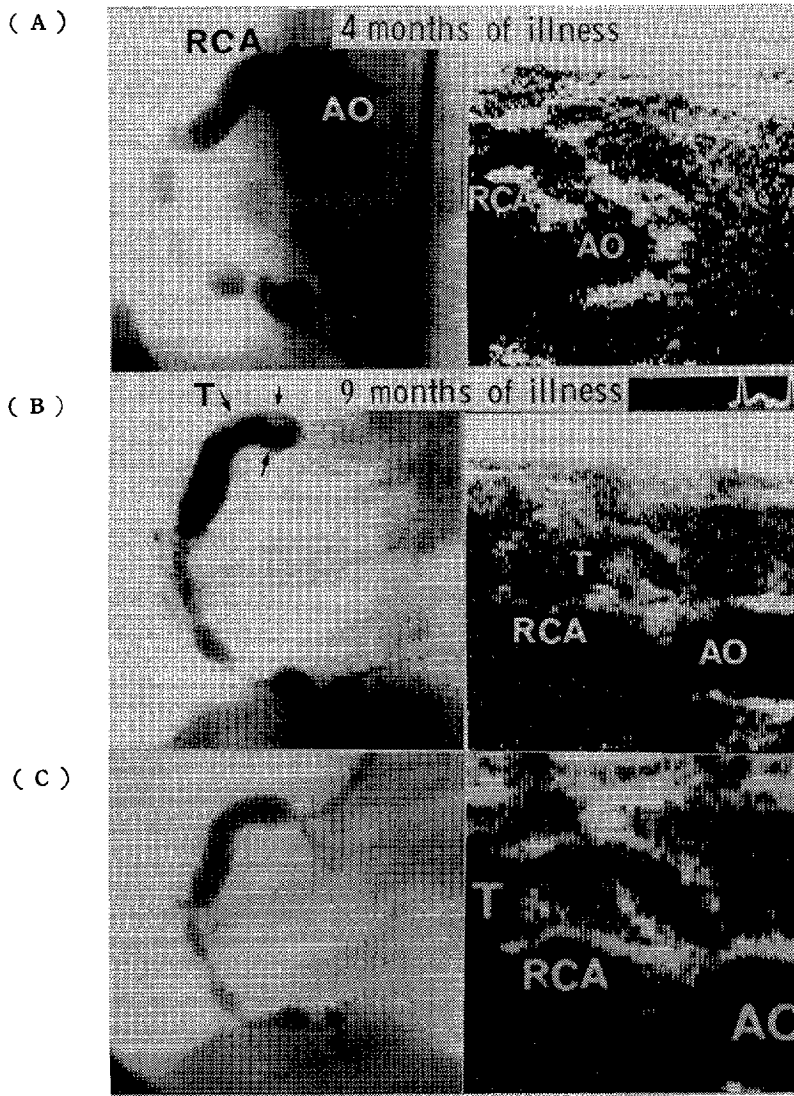 (A)
RCA
4 months of illness
AO
RCA
AO
(B)
T
9 months of illness
T
RCA
AO
(C)
T
RCA
AO